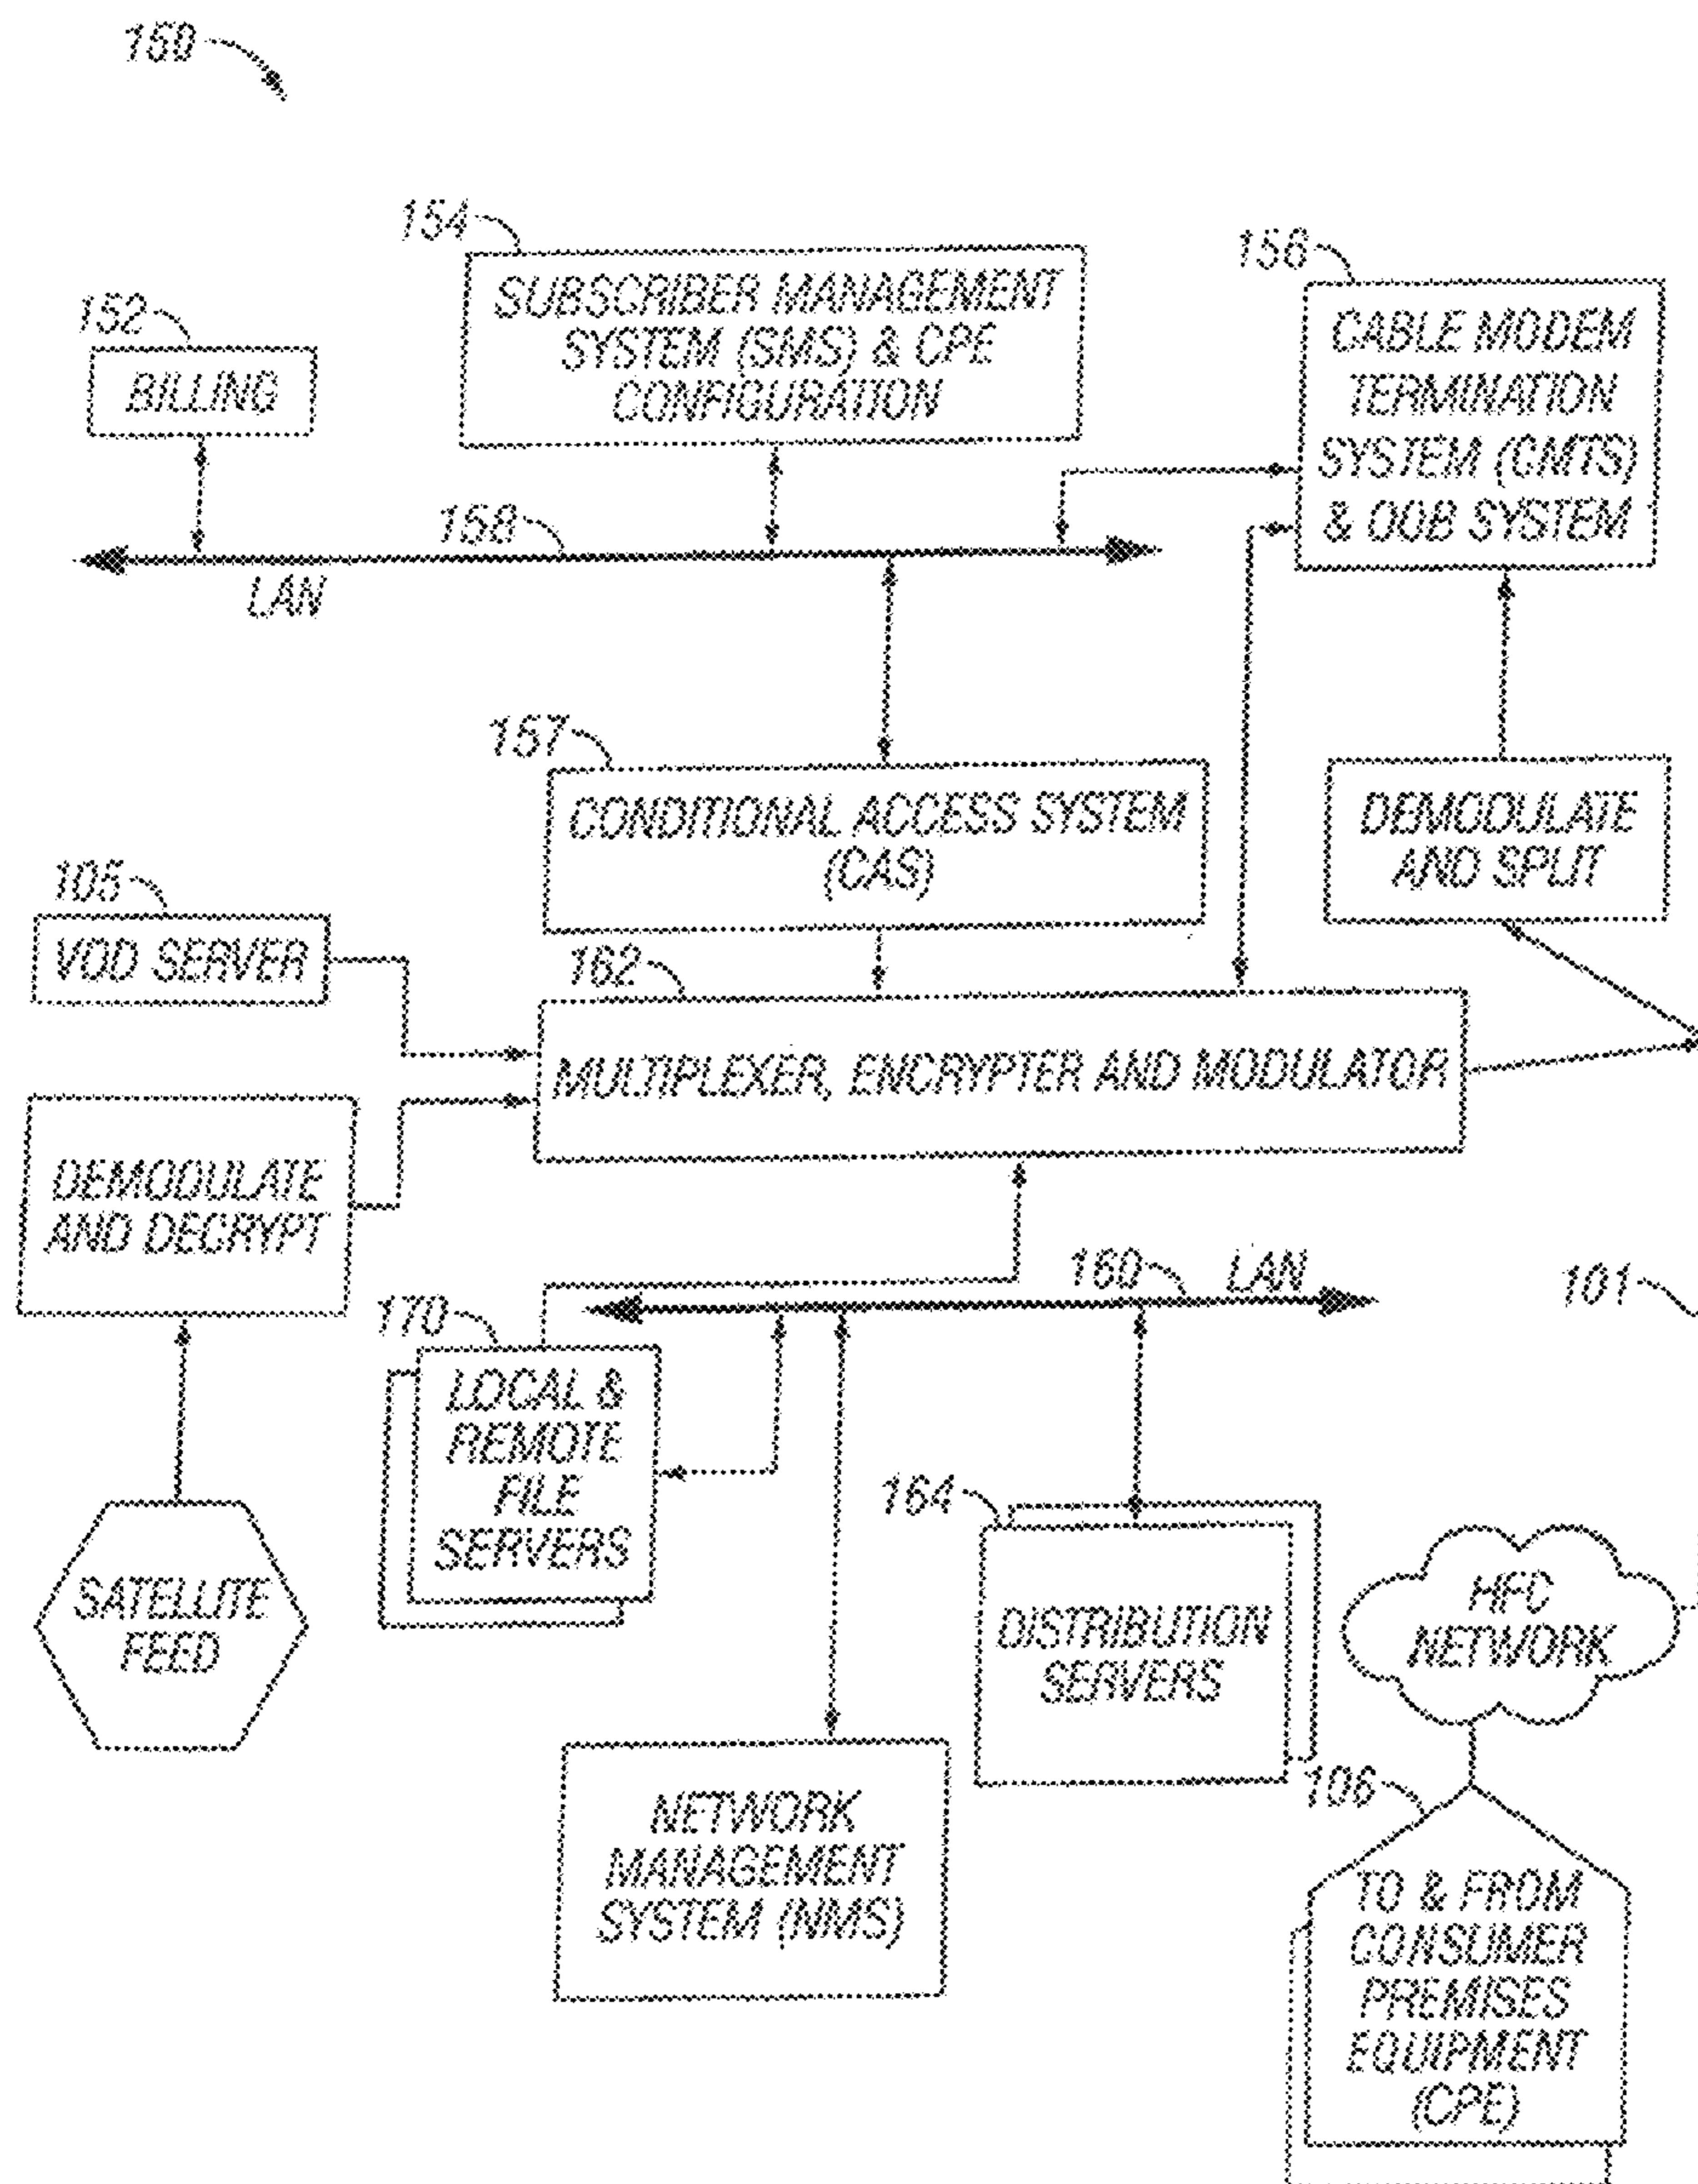 150
154
SUBSCRIBER MANAGEMENT
SYSTEM (SMS) & CPE
CONFIGURATION
156
CABLE MODEM
TERMINATION
SYSTEM (CMTS)
& OOB SYSTEM
152
BILLING
158
LAN
157
CONDITIONAL ACCESS SYSTEM
(CAS)
DEMODULATE
AND SPLIT
105
VOD SERVER
162
MULTIPLEXER, ENCRYPTER AND MODULATOR
DEMODULATE
AND DECRYPT
160
LAN
101
170
LOCAL &
REMOTE
FILE
SERVERS
164
DISTRIBUTION
SERVERS
HFC
NETWORK
SATELLITE
FEED
NETWORK
MANAGEMENT
SYSTEM (NMS)
106
TO & FROM
CONSUMER
PREMISES
EQUIPMENT
(CPE)